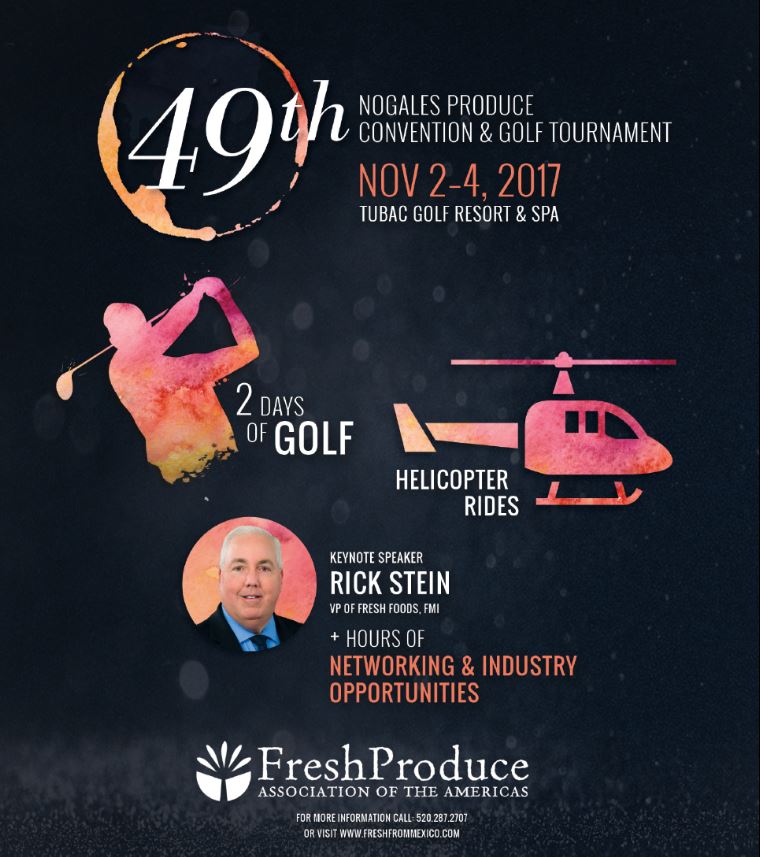 49th
NOGALES PRODUCE
CONVENTION & GOLF TOURNAMENT
NOV 2-4, 2017
TUBAC GOLF RESORT & SPA
2 DAYS
OF GOLF
HELICOPTER
RIDES
KEYNOTE SPEAKER
RICK STEIN
VP OF FRESH FOODS, FMI
+ HOURS OF
NETWORKING & INDUSTRY
OPPORTUNITIES
FreshProduce
ASSOCIATION OF THE AMERICAS
FOR MORE INFORMATION CALL: 520.287.2707
OR VISIT WWW.FRESHFROMMEXICO.COM